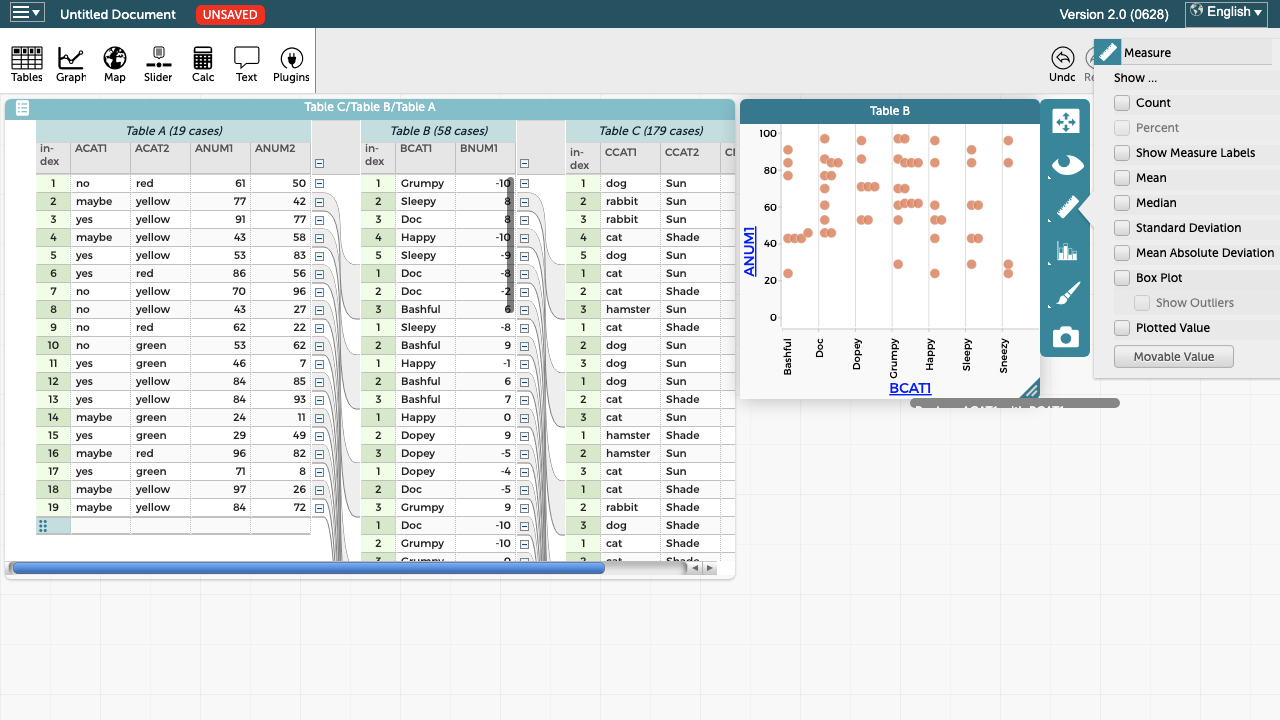 Untitled Document UNSAVED Version 2.0 (0628) English
Tables Graph Map Slider Calc Text Plugins Undo
Table C/Table B/Table A
Table A (19 cases) Table B (58 cases) Table C (179 cases)
in-dex ACAT1 ACAT2 ANUM1 ANUM2 in-dex BCAT1 BNUM1 in-dex CCAT1 CCAT2
1 no red 61 50 1 Grumpy -10 1 dog Sun
2 maybe yellow 77 42 2 Sleepy 8 2 rabbit Sun
3 yes yellow 91 77 3 Doc 8 3 rabbit Sun
4 maybe yellow 43 58 4 Happy -10 4 cat Shade
5 yes yellow 53 83 5 Sleepy -9 5 dog Sun
6 yes red 86 56 1 Doc -8 1 cat Sun
7 no yellow 70 96 2 Doc -2 2 cat Shade
8 no yellow 43 27 3 Bashful 6 3 hamster Sun
9 no red 62 22 1 Sleepy -8 1 cat Shade
10 no green 53 62 2 Bashful 9 2 dog Sun
11 yes green 46 7 1 Happy -1 3 dog Sun
12 yes yellow 84 85 2 Bashful 6 1 dog Sun
13 yes yellow 84 93 3 Bashful 7 2 cat Shade
14 maybe green 24 11 1 Happy 0 3 cat Sun
15 yes green 29 49 2 Dopey 9 1 hamster Shade
16 maybe red 96 82 3 Dopey -5 2 hamster Sun
17 yes green 71 8 1 Dopey -4 3 cat Sun
18 maybe yellow 97 26 2 Doc -5 1 cat Shade
19 maybe yellow 84 72 3 Grumpy 9 2 rabbit Shade
1 Doc -10 3 dog Shade
2 Grumpy -10 1 cat Shade
3 Grumpy 0 2 cat Shade
Table B
ANUM1
100
80
60
40
20
0
Bashful Doc Dopey Grumpy Happy Sleepy Sneezy
BCAT1
Measure
Show ...
Count
Percent
Show Measure Labels
Mean
Median
Standard Deviation
Mean Absolute Deviation
Box Plot
Show Outliers
Plotted Value
Movable Value